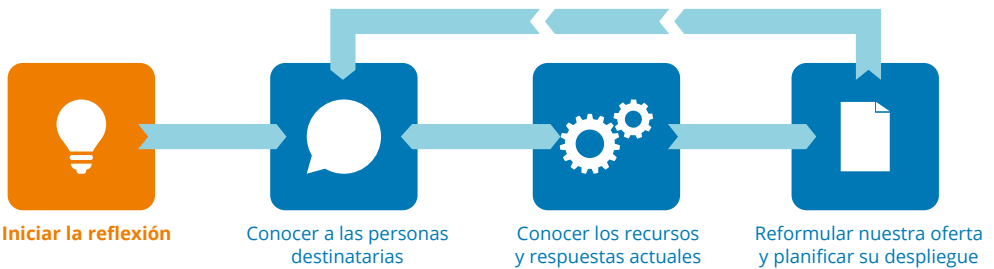 Iniciar la reflexión
Conocer a las personas
destinatarias
Conocer los recursos
y respuestas actuales
Reformular nuestra oferta
y planificar su despliegue